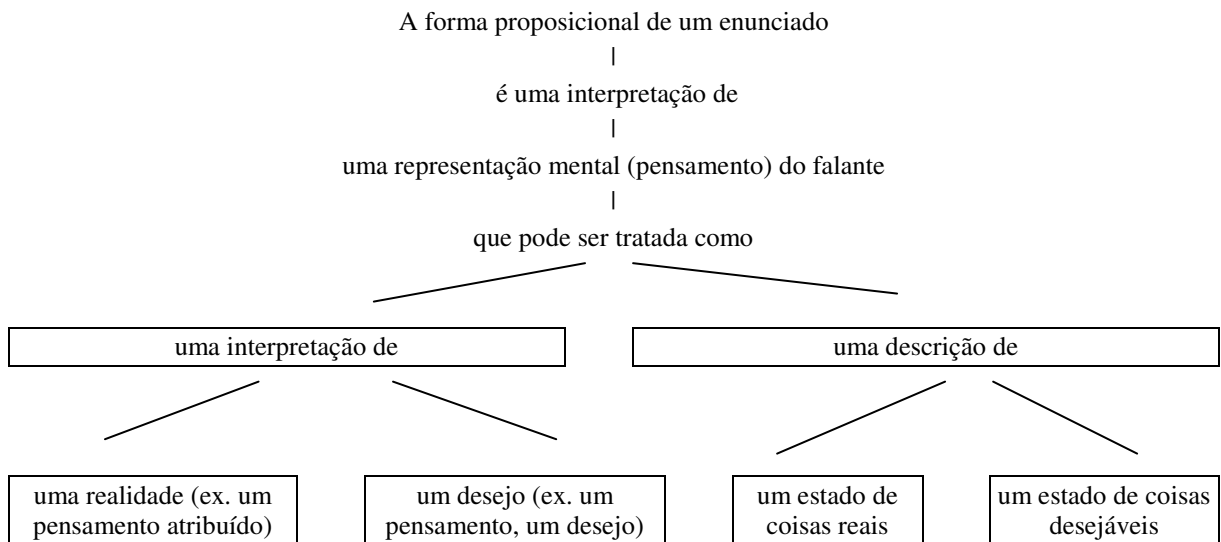 A forma proposicional de um enunciado
é uma interpretação de
uma representação mental (pensamento) do falante
que pode ser tratada como
uma interpretação de
uma descrição de
uma realidade (ex. um
pensamento atribuído)
um desejo (ex. um
pensamento, um desejo)
um estado de
coisas reais
um estado de coisas
desejáveis